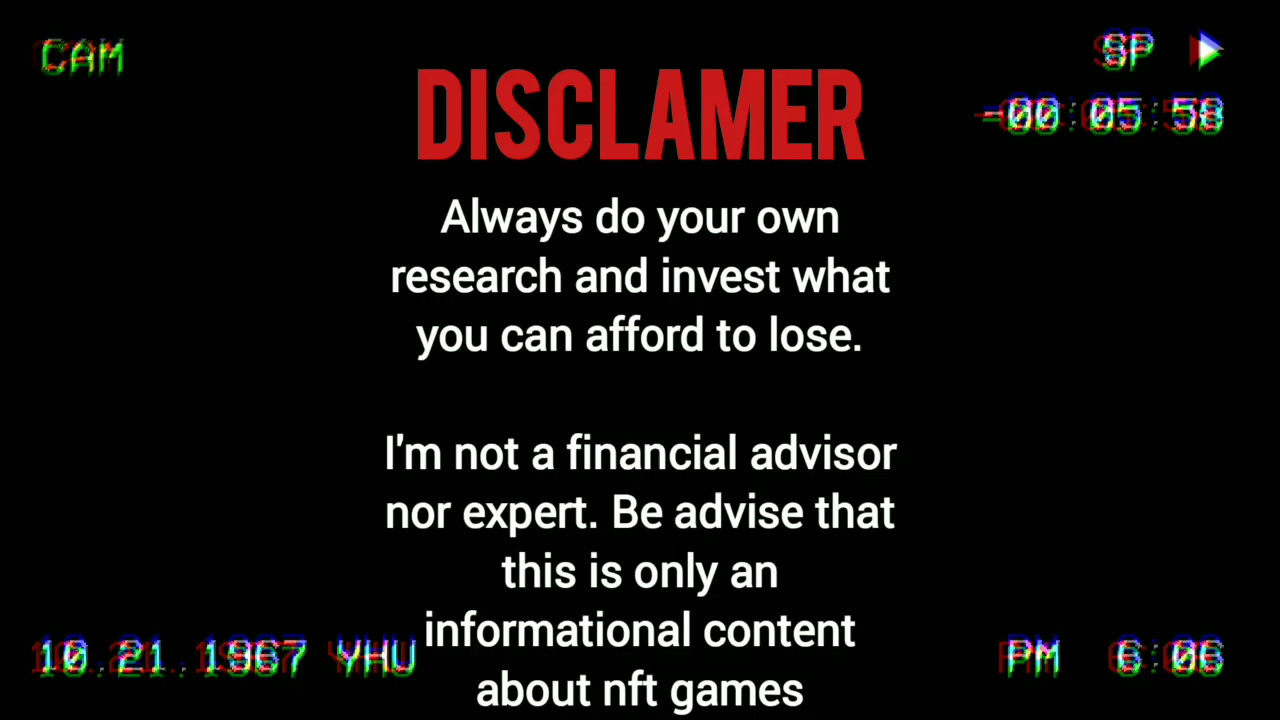 CAM
SP
-00:05:58
DISCLAMER
Always do your own
research and invest what
you can afford to lose.
I'm not a financial advisor
nor expert. Be advise that
this is only an
informational content
about nft games
10.21.1967 YHU
PM 6:06